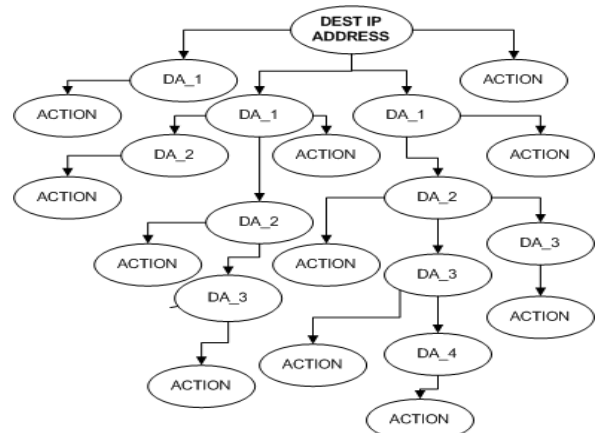 DEST IP
ADDRESS
DA_1
ACTION
ACTION
DA_1
DA_1
DA_2
ACTION
ACTION
ACTION
DA_2
DA_2
DA_3
ACTION
ACTION
DA_3
DA_3
ACTION
ACTION
DA_4
ACTION
ACTION